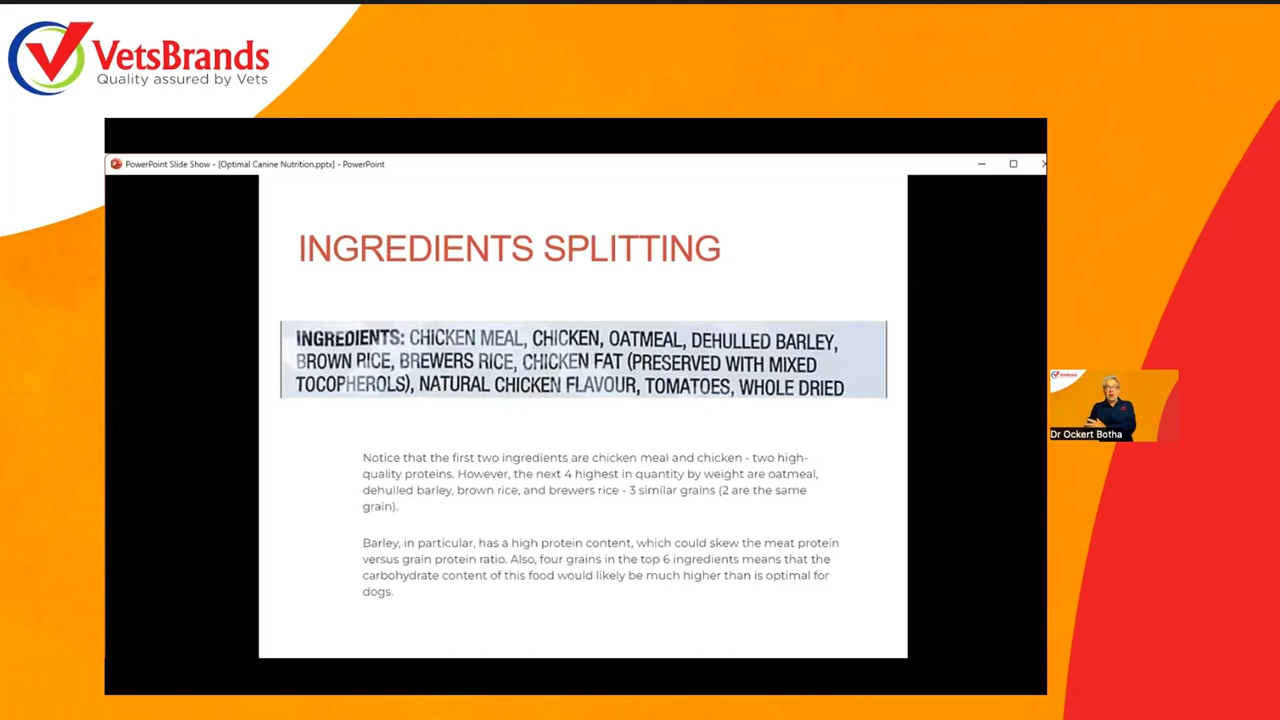 VetsBrands
Quality assured by Vets
PowerPoint Slide Show - [Optimal Canine Nutrition.pptx] - PowerPoint
INGREDIENTS SPLITTING
INGREDIENTS: CHICKEN MEAL, CHICKEN, OATMEAL, DEHULLED BARLEY,
BROWN RICE, BREWERS RICE, CHICKEN FAT (PRESERVED WITH MIXED
TOCOPHEROLS), NATURAL CHICKEN FLAVOUR, TOMATOES, WHOLE DRIED
Notice that the first two ingredients are chicken meal and chicken - two high-
quality proteins. However, the next 4 highest in quantity by weight are oatmeal,
dehulled barley, brown rice, and brewers rice - 3 similar grains (2 are the same
grain).
Barley, in particular, has a high protein content, which could skew the meat protein
versus grain protein ratio. Also, four grains in the top 6 ingredients means that the
carbohydrate content of this food would likely be much higher than is optimal for
dogs.
VetsBrands
Dr Ockert Botha